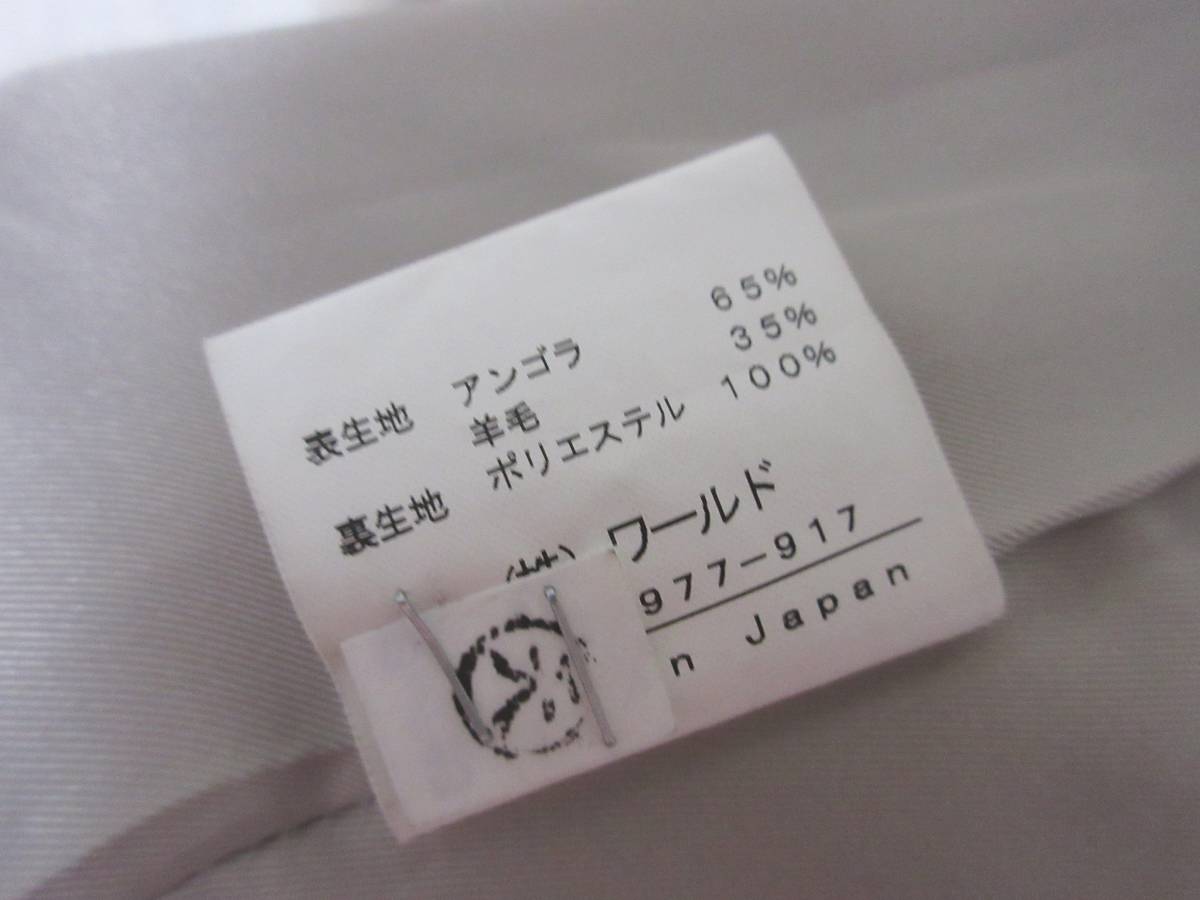 表生地 アンゴラ 65%
羊毛 35%
裏生地 ポリエステル 100%
ワールド
977-917
n Japan